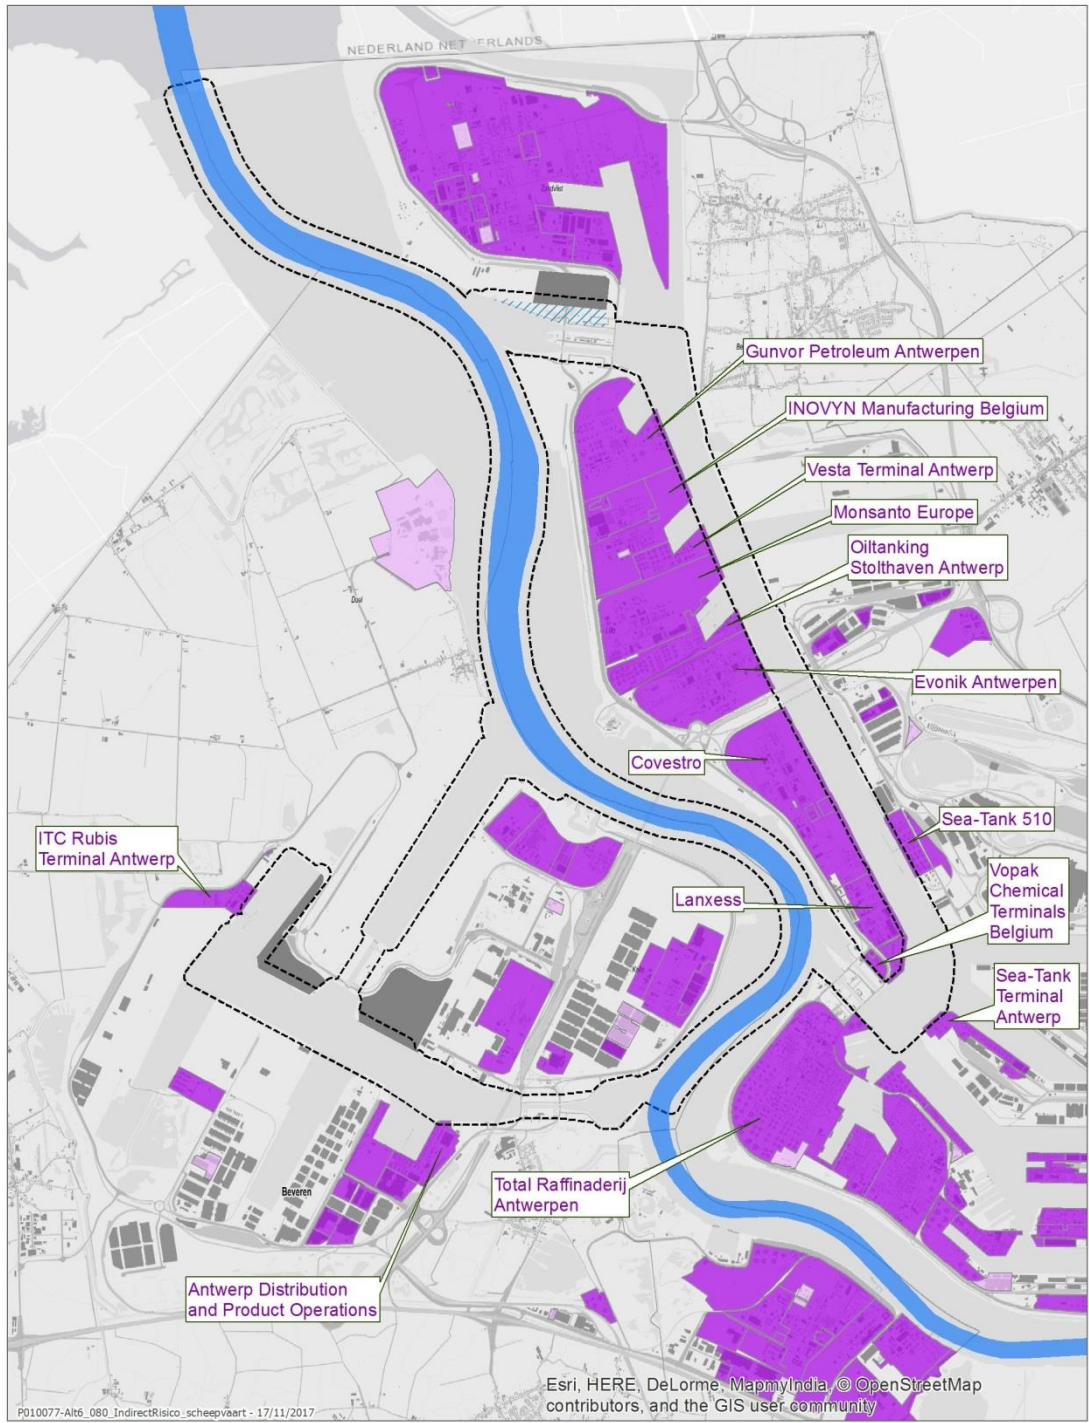 NEDERLAND NETHERLANDS
Zandvliet
Gunvor Petroleum Antwerpen
INOVYN Manufacturing Belgium
Vesta Terminal Antwerp
Monsanto Europe
Oiltanking
Stolthaven Antwerp
Doel
Lillo
Evonik Antwerpen
Covestro
Sea-Tank 510
ITC Rubis
Terminal Antwerp
Vopak
Chemical
Terminals
Belgium
Lanxess
Sea-Tank
Terminal
Antwerp
Total Raffinaderij
Antwerpen
Beveren
Antwerp Distribution
and Product Operations
Esri, HERE, DeLorme, MapmyIndia, © OpenStreetMap
contributors, and the GIS user community
P010077-Alt6_080_IndirectRisico_scheepvaart - 17/11/2017